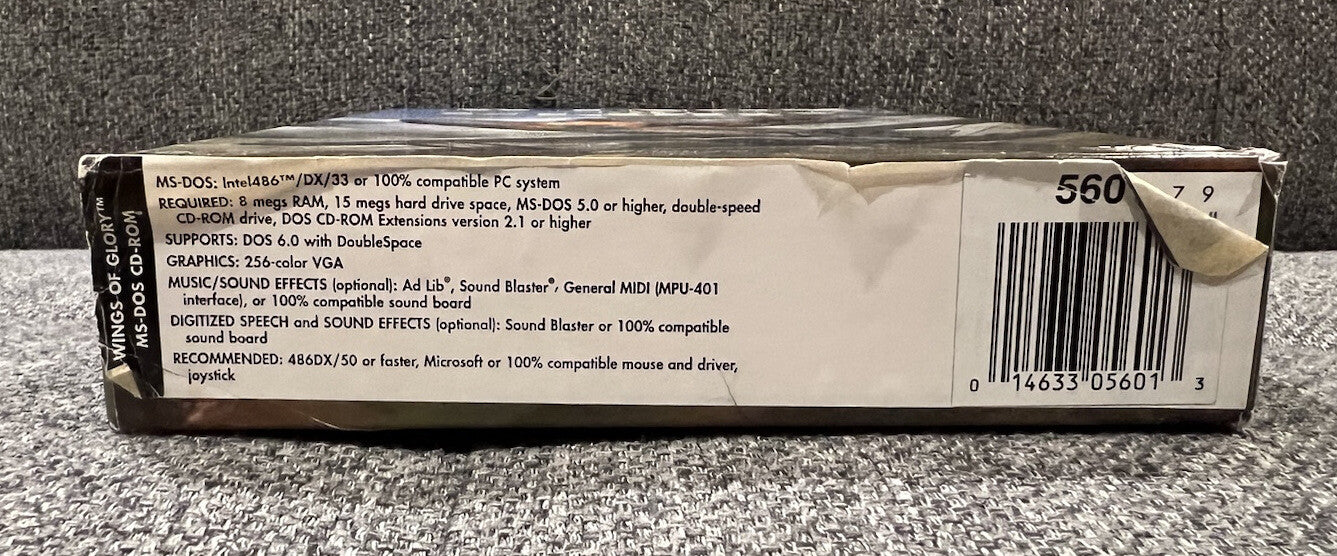 WINGS OF GLORY™
MS-DOS CD-ROM
MS-DOS: Intel486™/DX/33 or 100% compatible PC system
REQUIRED: 8 megs RAM, 15 megs hard drive space, MS-DOS 5.0 or higher, double-speed
CD-ROM drive, DOS CD-ROM Extensions version 2.1 or higher
SUPPORTS: DOS 6.0 with DoubleSpace
GRAPHICS: 256-color VGA
MUSIC/SOUND EFFECTS (optional): Ad Lib®, Sound Blaster®, General MIDI (MPU-401
interface), or 100% compatible sound board
DIGITIZED SPEECH and SOUND EFFECTS (optional): Sound Blaster or 100% compatible
sound board
RECOMMENDED: 486DX/50 or faster, Microsoft or 100% compatible mouse and driver,
joystick
560 7 9
0 14633 05601 3